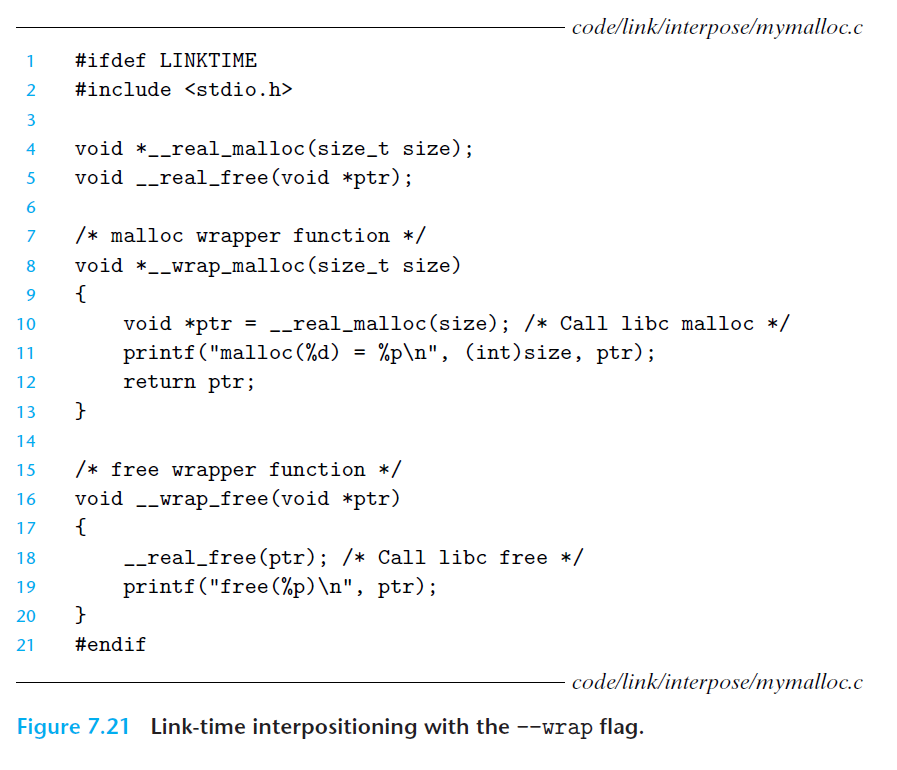 code/link/interpose/mymalloc.c
1 #ifdef LINKTIME
2 #include <stdio.h>
3
4 void *__real_malloc(size_t size);
5 void __real_free(void *ptr);
6
7 /* malloc wrapper function */
8 void *__wrap_malloc(size_t size)
9 {
10     void *ptr = __real_malloc(size); /* Call libc malloc */
11     printf("malloc(%d) = %p\n", (int)size, ptr);
12     return ptr;
13 }
14
15 /* free wrapper function */
16 void __wrap_free(void *ptr)
17 {
18     __real_free(ptr); /* Call libc free */
19     printf("free(%p)\n", ptr);
20 }
21 #endif
code/link/interpose/mymalloc.c
Figure 7.21 Link-time interpositioning with the --wrap flag.